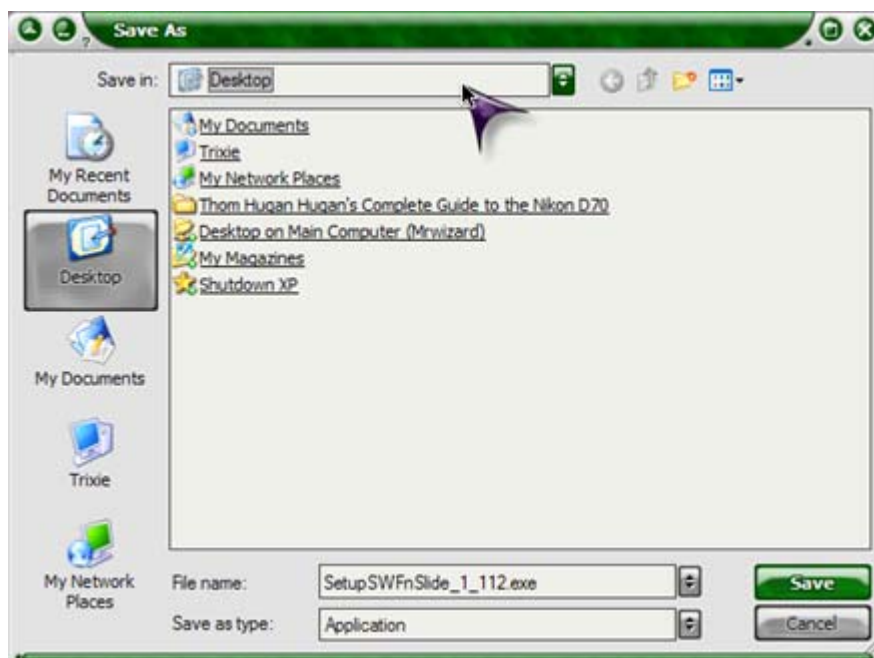 Save As
Save in:
Desktop
My Recent
Documents
Desktop
My Documents
Trixie
My Network
Places
My Documents
Trixie
My Network Places
Thom Hugan Hugan's Complete Guide to the Nikon D70
Desktop on Main Computer (Mrwizard)
My Magazines
Shutdown XP
File name:
SetupSWFnSlide_1_112.exe
Save
Save as type:
Application
Cancel